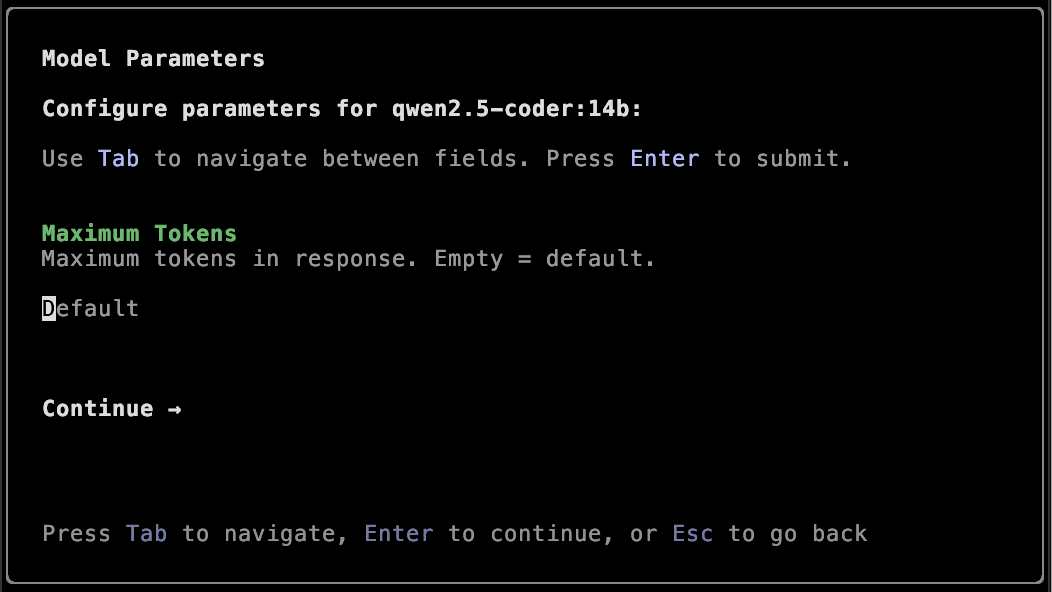 Model Parameters
Configure parameters for qwen2.5-coder:14b:
Use Tab to navigate between fields. Press Enter to submit.
Maximum Tokens
Maximum tokens in response. Empty = default.
Default
Continue →
Press Tab to navigate, Enter to continue, or Esc to go back